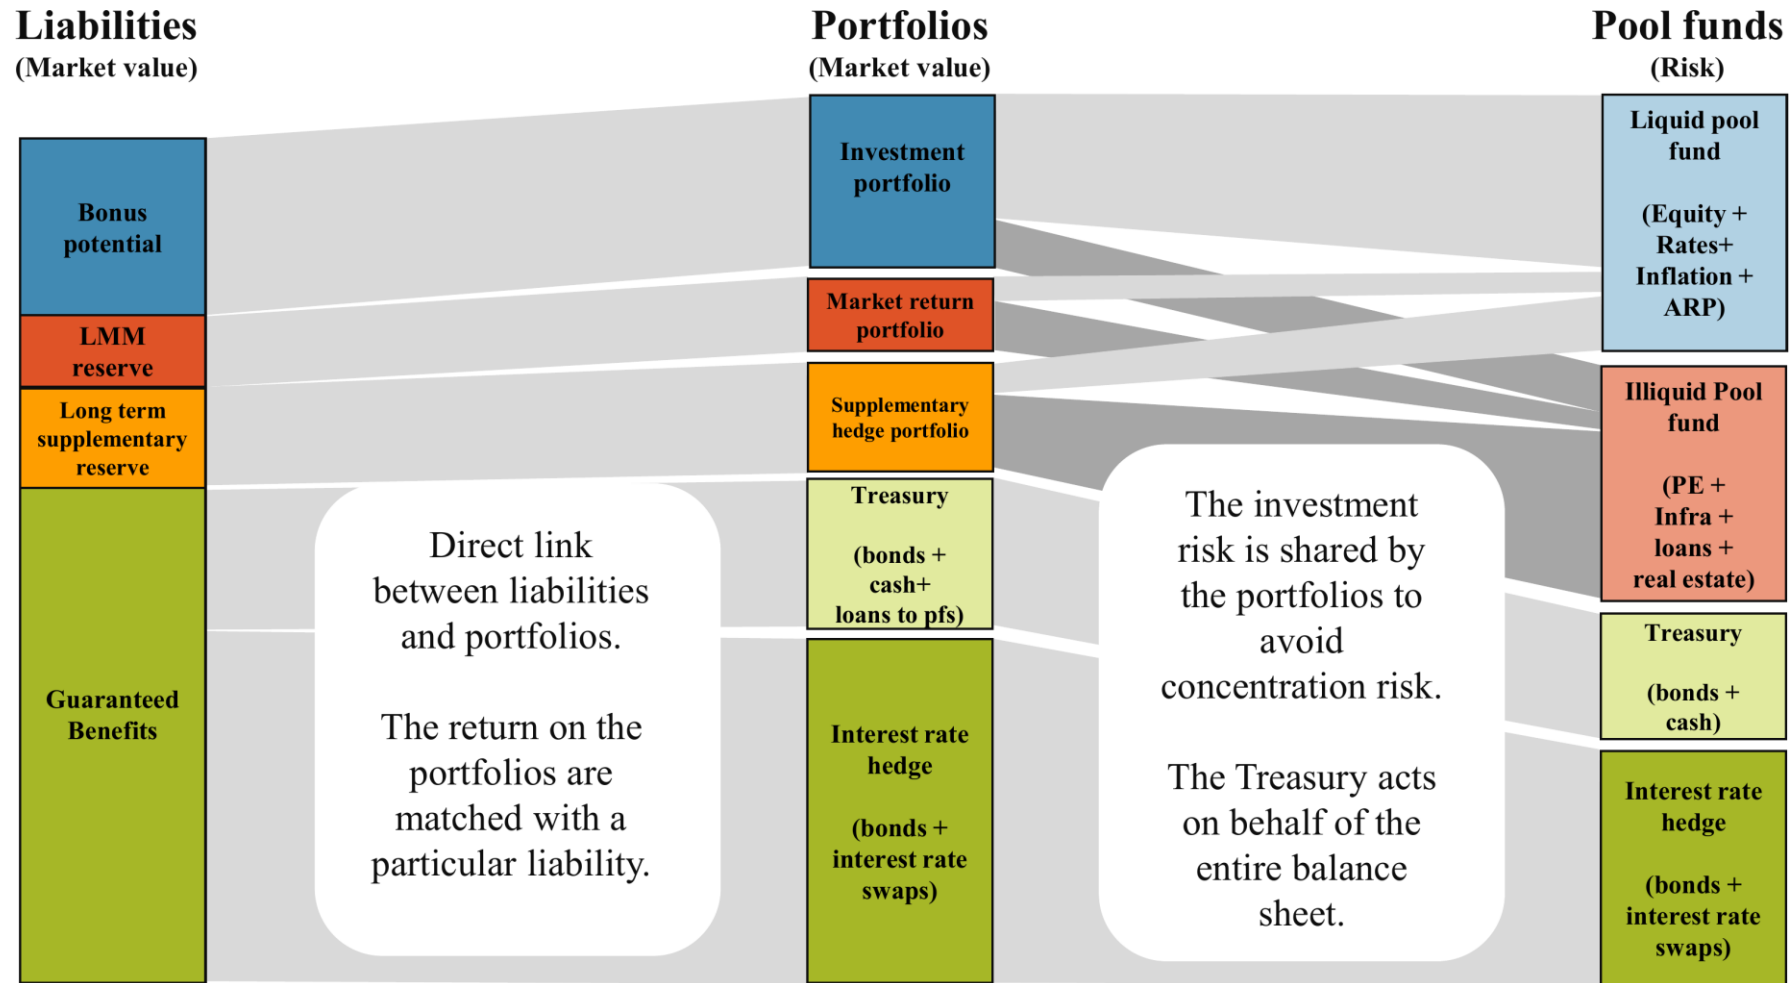 Liabilities
(Market value)
Bonus
potential
LMM
reserve
Long term
supplementary
reserve
Guaranteed
Benefits
Direct link
between liabilities
and portfolios.
The return on the
portfolios are
matched with a
particular liability.
Portfolios
(Market value)
Investment
portfolio
Market return
portfolio
Supplementary
hedge portfolio
Treasury
(bonds +
cash+
loans to pfs)
Interest rate
hedge
(bonds +
interest rate
swaps)
The investment
risk is shared by
the portfolios to
avoid
concentration risk.
The Treasury acts
on behalf of the
entire balance
sheet.
Pool funds
(Risk)
Liquid pool
fund
(Equity +
Rates+
Inflation +
ARP)
Illiquid Pool
fund
(PE +
Infra +
loans +
real estate)
Treasury
(bonds +
cash)
Interest rate
hedge
(bonds +
interest rate
swaps)